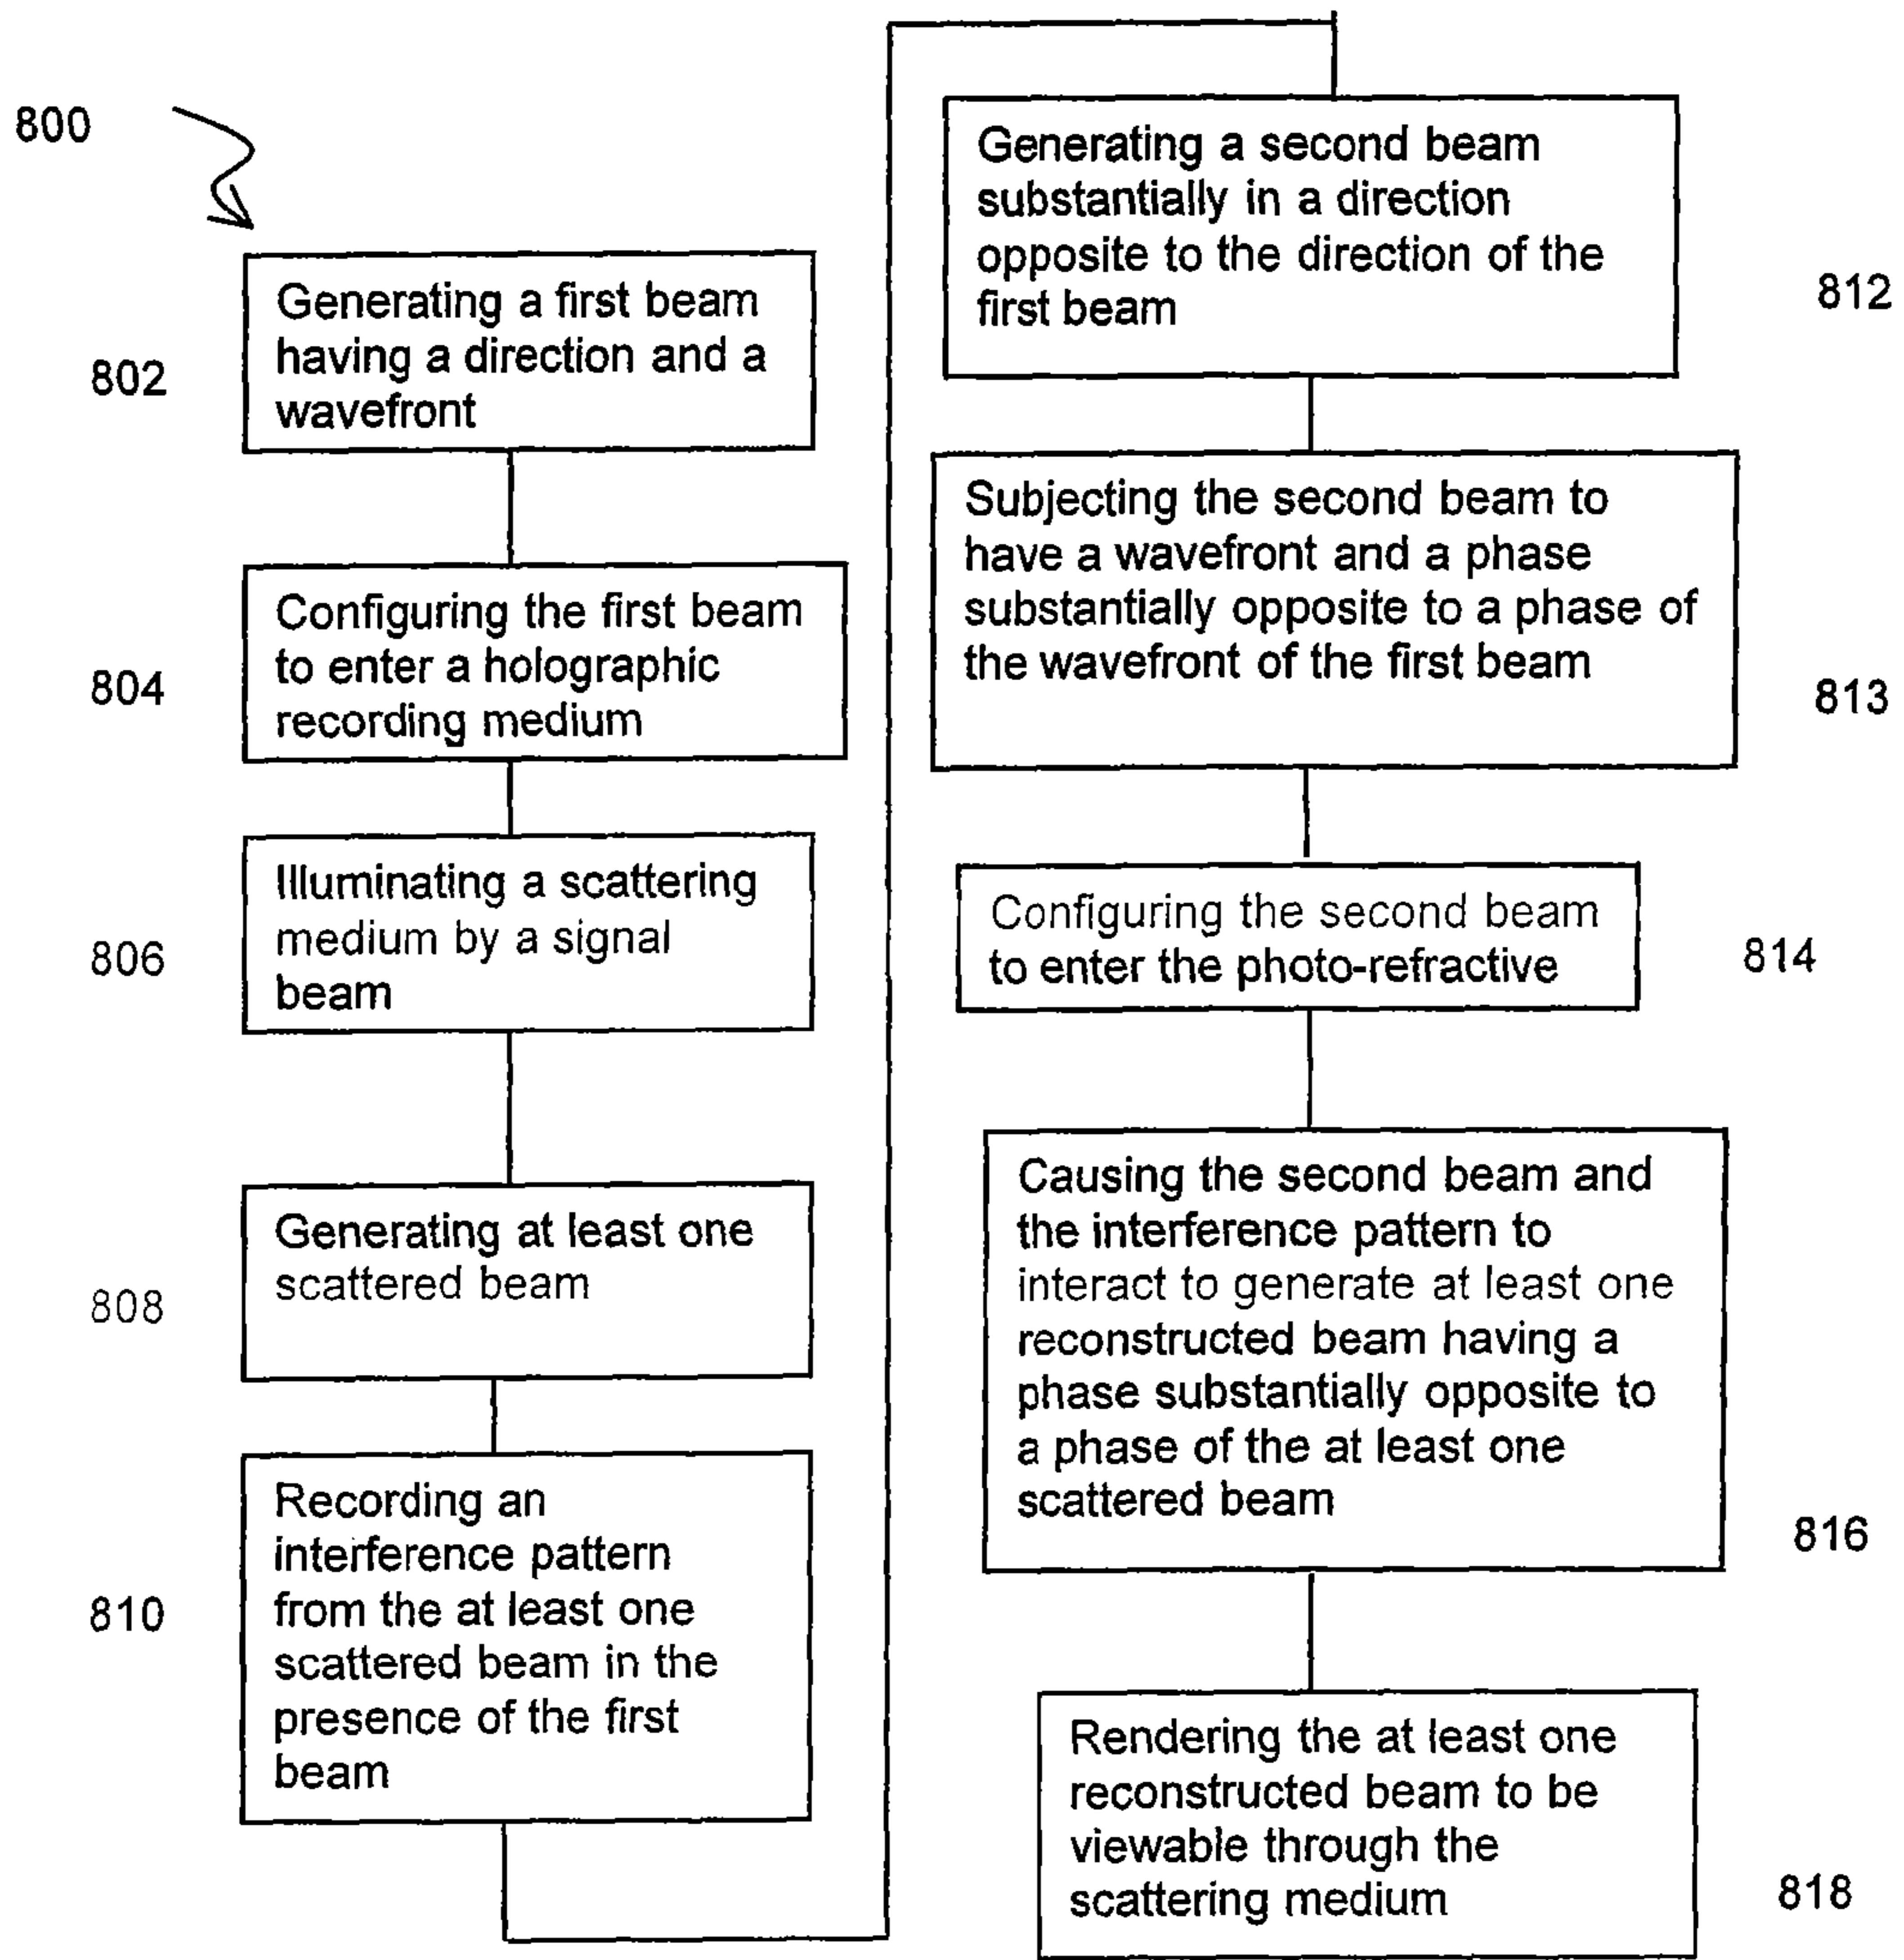 800
Generating a first beam
having a direction and a
wavefront
802
Configuring the first beam
to enter a holographic
recording medium
804
Illuminating a scattering
medium by a signal
beam
806
Generating at least one
scattered beam
808
Recording an
interference pattern
from the at least one
scattered beam in the
presence of the first
beam
810
Generating a second beam
substantially in a direction
opposite to the direction of the
first beam
812
Subjecting the second beam to
have a wavefront and a phase
substantially opposite to a phase of
the wavefront of the first beam
813
Configuring the second beam
to enter the photo-refractive
814
Causing the second beam and
the interference pattern to
interact to generate at least one
reconstructed beam having a
phase substantially opposite to
a phase of the at least one
scattered beam
816
Rendering the at least one
reconstructed beam to be
viewable through the
scattering medium
818